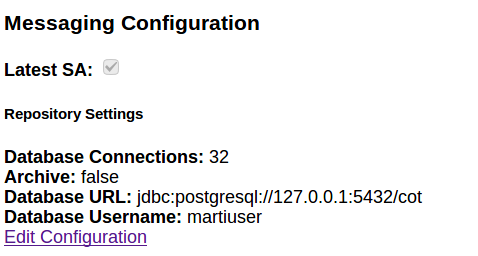 Messaging Configuration
Latest SA:
Repository Settings
Database Connections: 32
Archive: false
Database URL: jdbc:postgresql://127.0.0.1:5432/cot
Database Username: martiuser
Edit Configuration